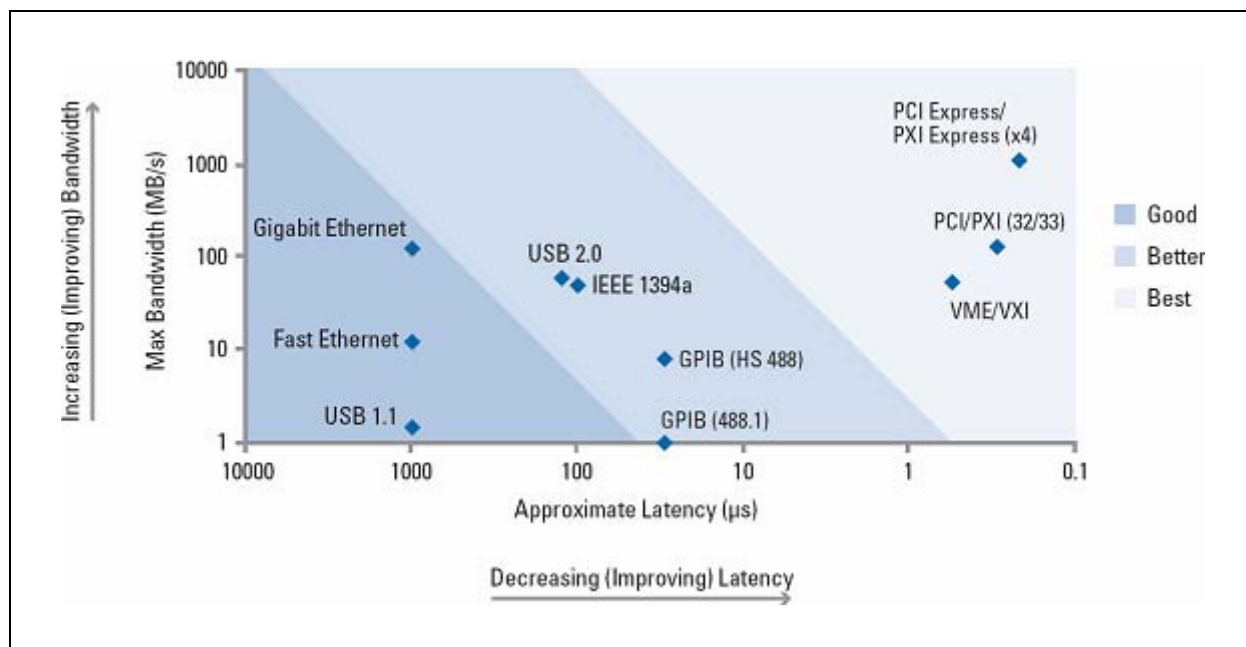 Increasing (Improving) Bandwidth
Max Bandwidth (MB/s)
10000
1000
100
10
1
PCI Express/
PXI Express (x4)
Gigabit Ethernet
PCI/PXI (32/33)
USB 2.0
IEEE 1394a
VME/VXI
Fast Ethernet
GPIB (HS 488)
USB 1.1
GPIB (488.1)
Good
Better
Best
10000
1000
100
10
1
0.1
Approximate Latency (µs)
Decreasing (Improving) Latency